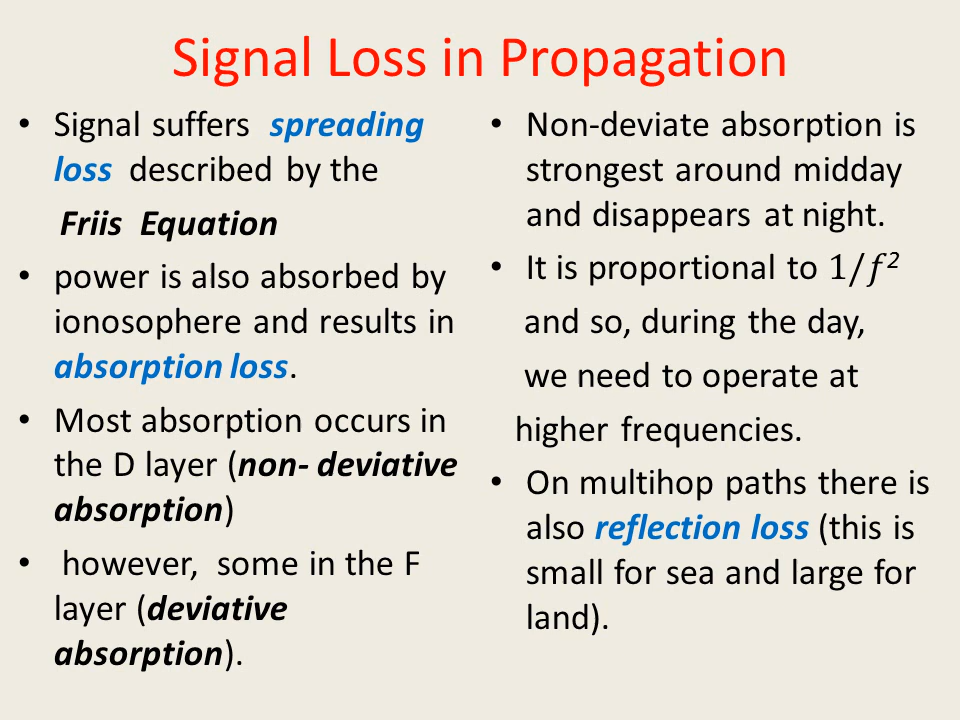 Signal Loss in Propagation
• Signal suffers spreading
loss described by the
Friis Equation
• power is also absorbed by
ionosophere and results in
absorption loss.
• Most absorption occurs in
the D layer (non- deviative
absorption)
• however, some in the F
layer (deviative
absorption).
• Non-deviate absorption is
strongest around midday
and disappears at night.
• It is proportional to 1/𝑓²
and so, during the day,
we need to operate at
higher frequencies.
• On multihop paths there is
also reflection loss (this is
small for sea and large for
land).